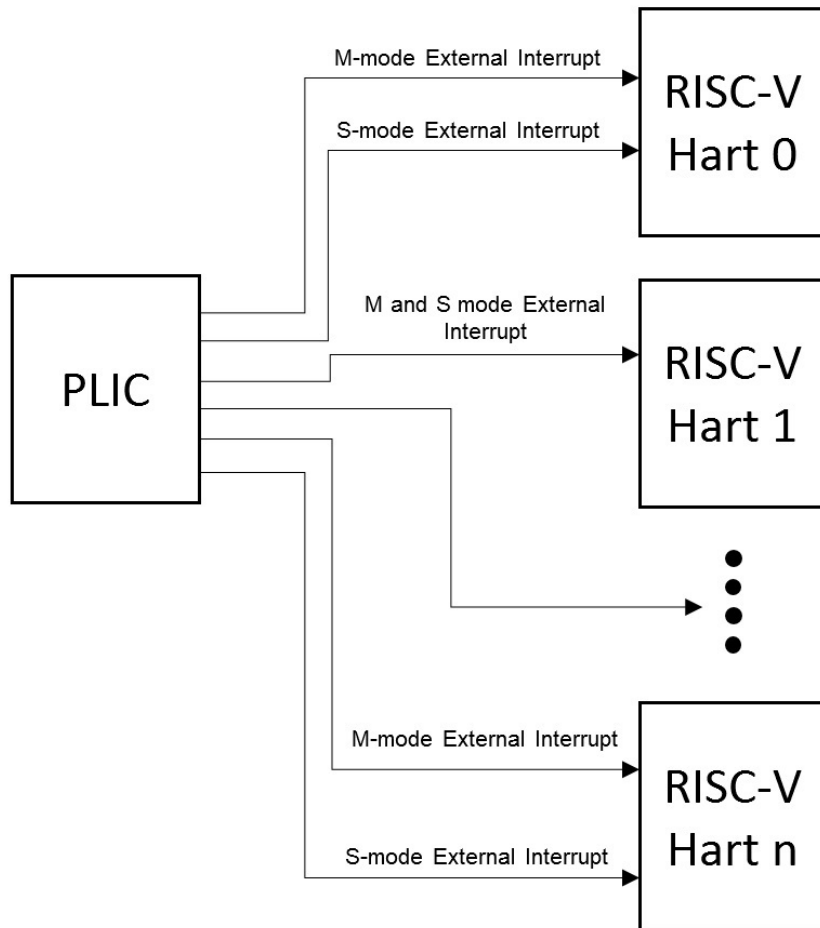 M-mode External Interrupt
RISC-V
Hart 0
S-mode External Interrupt
M and S mode External
Interrupt
PLIC
RISC-V
Hart 1
M-mode External Interrupt
RISC-V
Hart n
S-mode External Interrupt